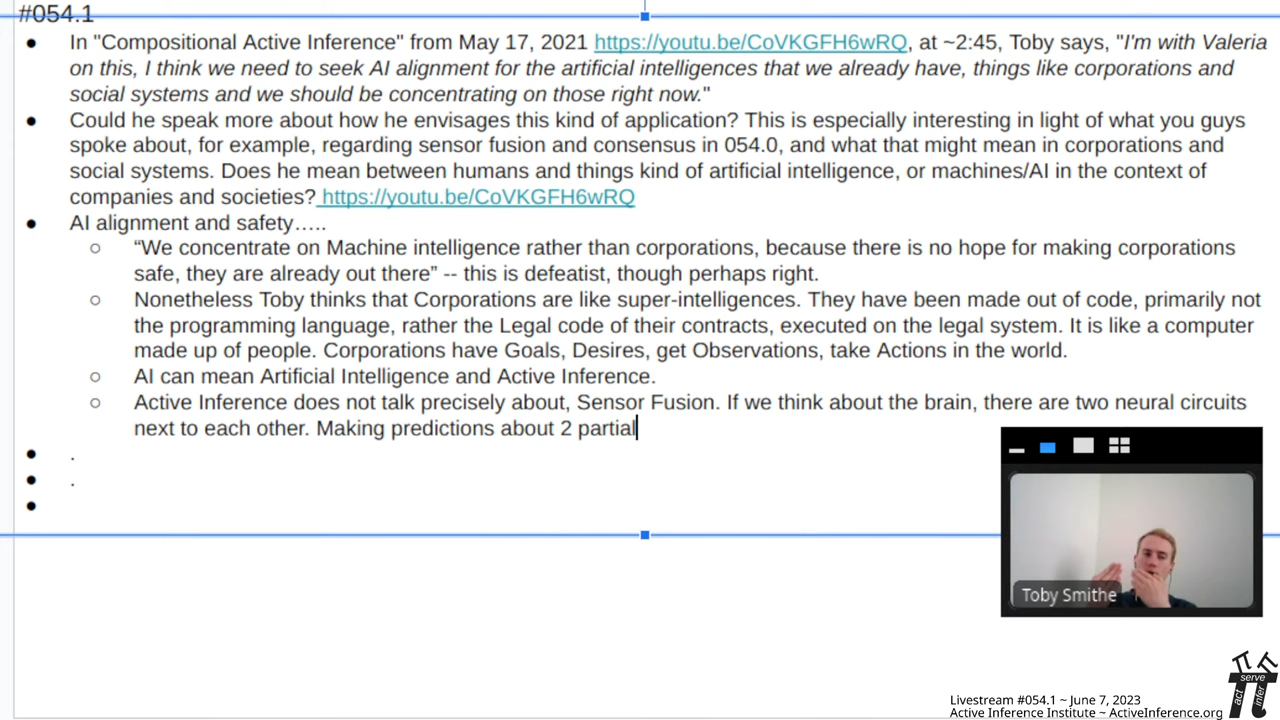 #054.1
● In "Compositional Active Inference" from May 17, 2021 https://youtu.be/CoVKGFH6wRQ, at ~2:45, Toby says, "I'm with Valeria
on this, I think we need to seek AI alignment for the artificial intelligences that we already have, things like corporations and
social systems and we should be concentrating on those right now."
● Could he speak more about how he envisages this kind of application? This is especially interesting in light of what you guys
spoke about, for example, regarding sensor fusion and consensus in 054.0, and what that might mean in corporations and
social systems. Does he mean between humans and things kind of artificial intelligence, or machines/AI in the context of
companies and societies? https://youtu.be/CoVKGFH6wRQ
● AI alignment and safety…..
○ “We concentrate on Machine intelligence rather than corporations, because there is no hope for making corporations
safe, they are already out there” -- this is defeatist, though perhaps right.
○ Nonetheless Toby thinks that Corporations are like super-intelligences. They have been made out of code, primarily not
the programming language, rather the Legal code of their contracts, executed on the legal system. It is like a computer
made up of people. Corporations have Goals, Desires, get Observations, take Actions in the world.
○ AI can mean Artificial Intelligence and Active Inference.
○ Active Inference does not talk precisely about, Sensor Fusion. If we think about the brain, there are two neural circuits
next to each other. Making predictions about 2 partial
● .
● .
●
Toby Smithe
act
serve
infer
Livestream #054.1 ~ June 7, 2023
Active Inference Institute ~ ActiveInference.org